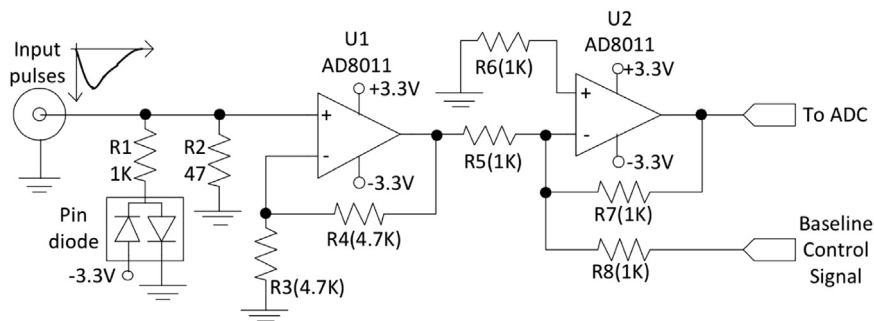 Input
pulses
R1
1K
R2
47
Pin
diode
-3.3V
U1
AD8011
+3.3V
+
-
-3.3V
R4(4.7K)
R3(4.7K)
R5(1K)
R6(1K)
U2
AD8011
+3.3V
+
-
-3.3V
R7(1K)
R8(1K)
To ADC
Baseline
Control
Signal